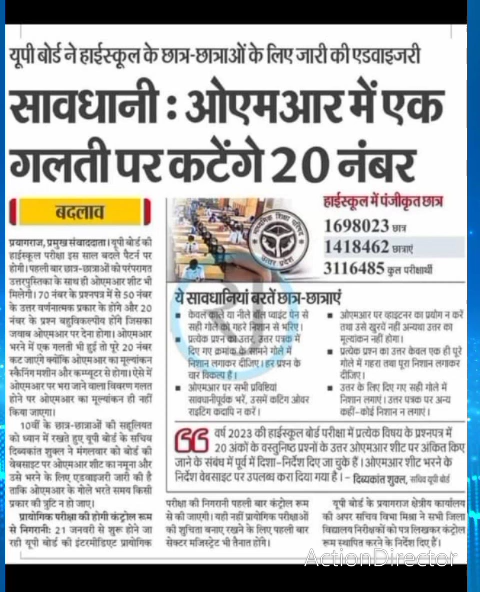 यूपी बोर्ड ने हाईस्कूल के छात्र-छात्राओं के लिए जारी की एडवाइजरी
सावधानी : ओएमआर में एक
गलती पर कटेंगे 20 नंबर
बदलाव
प्रयागराज, प्रमुख संवाददाता। यूपी बोर्ड की
हाईस्कूल परीक्षा इस साल बदले पैटर्न पर
होगी। पहली बार छात्र-छात्राओं को परंपरागत
उत्तरपुस्तिका के साथ ही ओएमआर शीट भी
मिलेगी। 70 नंबर के प्रश्नपत्र में से 50 नंबर
के उत्तर वर्णनात्मक प्रकार के होंगे और 20
नंबर के प्रश्न बहुविकल्पीय होंगे जिसका
जवाब ओएमआर पर देना होगा। ओएमआर
भरने में एक गलती भी हुई तो पूरे 20 नंबर
कट जाएंगे क्योंकि ओएमआर का मूल्यांकन
स्कैनिंग मशीन और कम्प्यूटर से होगा। ऐसे में
ओएमआर पर भरा जाने वाला विवरण गलत
होने पर ओएमआर का मूल्यांकन ही नहीं
किया जाएगा।
10वीं के छात्र-छात्राओं की सहूलियत
को ध्यान में रखते हुए यूपी बोर्ड के सचिव
दिब्यकांत शुक्ल ने मंगलवार को बोर्ड की
वेबसाइट पर ओएमआर शीट का नमूना और
उसे भरने के लिए एडवाइजरी जारी की है
ताकि ओएमआर के गोले भरते समय किसी
प्रकार की त्रुटि न हो जाए।
प्रायोगिक परीक्षा की होगी कंट्रोल रूम
से निगरानी: 21 जनवरी से शुरू होने जा
रही यूपी बोर्ड की इंटरमीडिएट प्रायोगिक
माध्यमिक शिक्षा परिषद
उत्तर प्रदेश
हाईस्कूल में पंजीकृत छात्र
1698023 छात्र
1418462 छात्राएं
3116485 कुल परीक्षार्थी
ये सावधानियां बरतें छात्र-छात्राएं
केवल काले या नीले बॉल प्वाइंट पेन से
सही गोले को गहरे निशान से भरिए।
प्रत्येक प्रश्न का उत्तर, उत्तर पत्रक में
दिए गए क्रमांक के सामने गोले में
निशान लगाकर दीजिए। हर प्रश्न के
चार विकल्प हैं।
ओएमआर पर सभी प्रविष्टियां
सावधानीपूर्वक भरें, उसमें कटिंग ओवर
राइटिंग कदापि न करें।
ओएमआर पर व्हाइटनर का प्रयोग न करें
तथा उसे खुरचें नहीं अन्यथा उत्तर का
मूल्यांकन नहीं होगा।
प्रत्येक प्रश्न का उत्तर केवल एक ही पूरे
गोले में गहरा तथा पूरा निशान लगाकर
दीजिए।
उत्तर के लिए दिए गए सही गोले में
निशान लगाएं। उत्तर पत्रक पर अन्य
कहीं-कोई निशान न लगाएं।
वर्ष 2023 की हाईस्कूल बोर्ड परीक्षा में प्रत्येक विषय के प्रश्नपत्र में
20 अंकों के वस्तुनिष्ठ प्रश्नों के उत्तर ओएमआर शीट पर अंकित किए
जाने के संबंध में पूर्व में दिशा-निर्देश दिए जा चुके हैं। ओएमआर शीट भरने के
निर्देश वेबसाइट पर उपलब्ध करा दिया गया है। - दिब्यकांत शुक्ल, सचिव यूपी बोर्ड
परीक्षा की निगरानी पहली बार कंट्रोल रूम
से की जाएगी। यही नहीं प्रायोगिक परीक्षाओं
की शुचिता बनाए रखने के लिए पहली बार
सेक्टर मजिस्ट्रेट भी तैनात होंगे।
यूपी बोर्ड के प्रयागराज क्षेत्रीय कार्यालय
की अपर सचिव विभा मिश्रा ने सभी जिला
विद्यालय निरीक्षकों को पत्र लिखकर कंट्रोल
रूम स्थापित करने के निर्देश दिए हैं।
ActionDirector